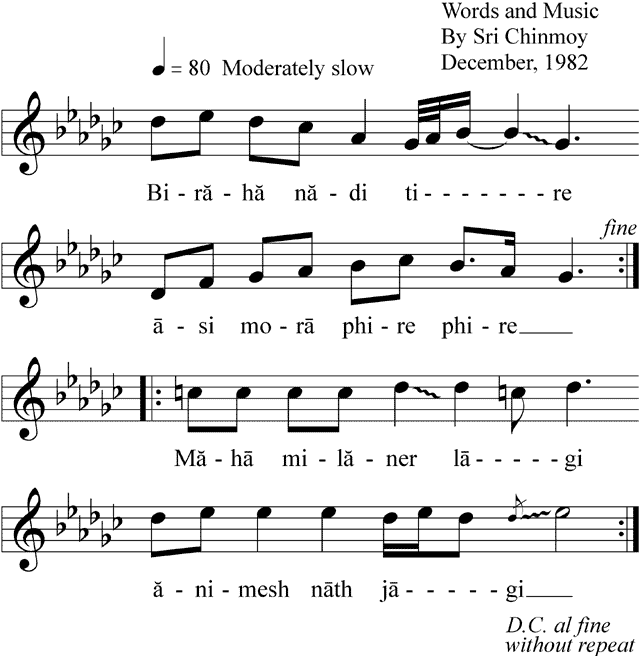 Words and Music
By Sri Chinmoy
December, 1982
= 80 Moderately slow
Bi - ră - hă nă - di ti - - - - - - - re
fine
ā - si mo - rā phi - re phi - re____
Mă - hā mi - lă - ner lā - - - - - gi
ă - ni - mesh nāth jā - - - - - gi____
D.C. al fine
without repeat